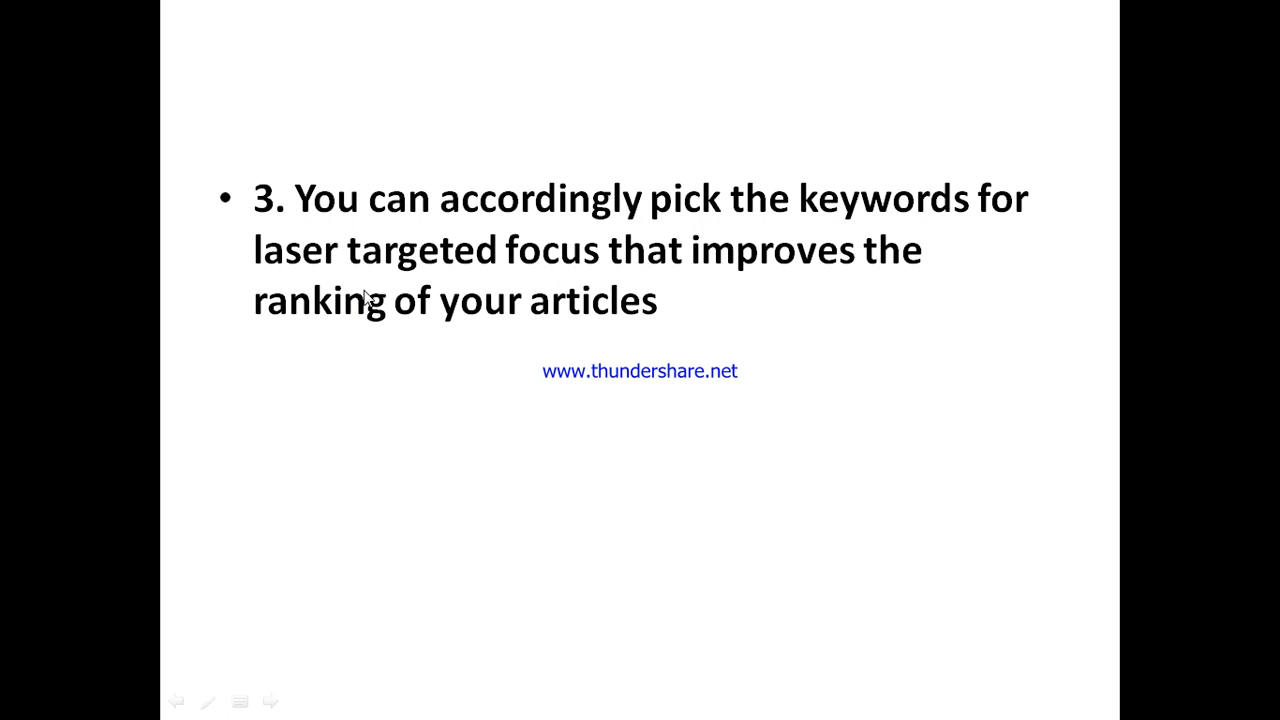 • 3. You can accordingly pick the keywords for
laser targeted focus that improves the
ranking of your articles
www.thundershare.net